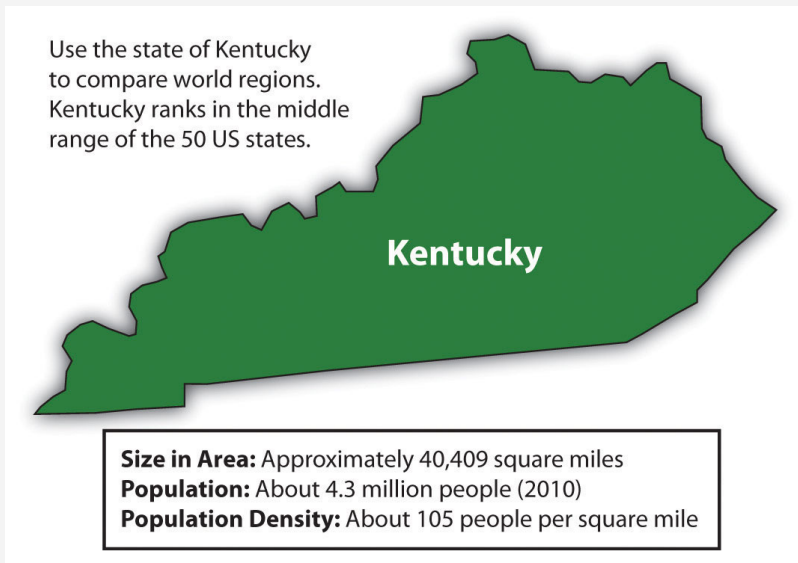 Use the state of Kentucky
to compare world regions.
Kentucky ranks in the middle
range of the 50 US states.
Kentucky
Size in Area: Approximately 40,409 square miles
Population: About 4.3 million people (2010)
Population Density: About 105 people per square mile